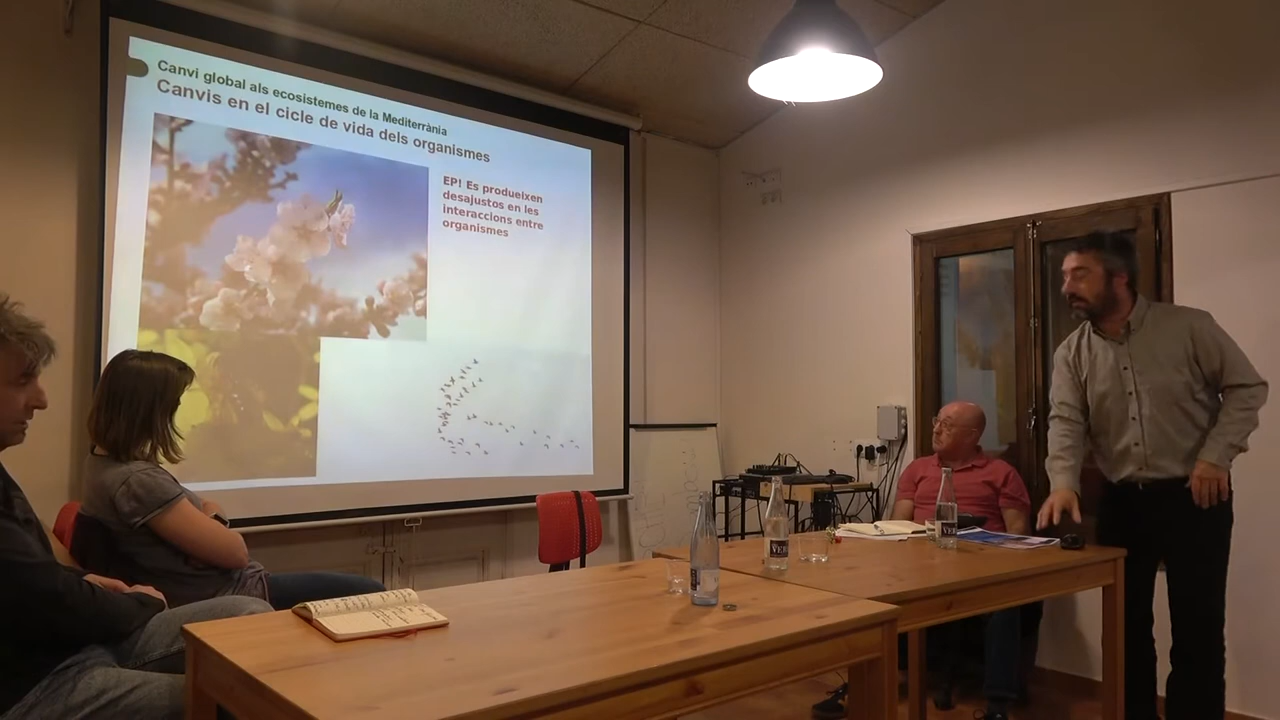 Canvi global als ecosistemes de la Mediterrània
Canvis en el cicle de vida dels organismes
EP! Es produeixen
desajustos en les
interaccions entre
organismes